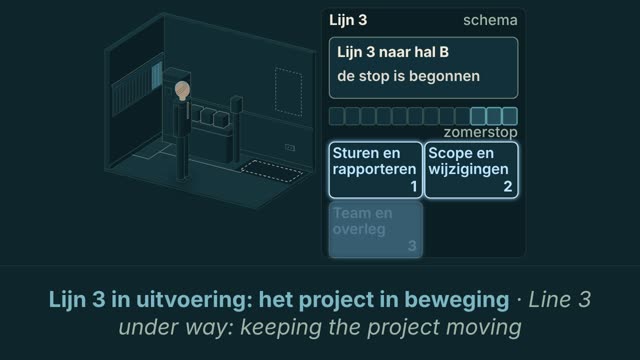 Lijn 3 schema
Lijn 3 naar hal B
de stop is begonnen
zomerstop
Sturen en
rapporteren
1
Scope en
wijzigingen
2
Team en
overleg
3
Lijn 3 in uitvoering: het project in beweging · Line 3
under way: keeping the project moving